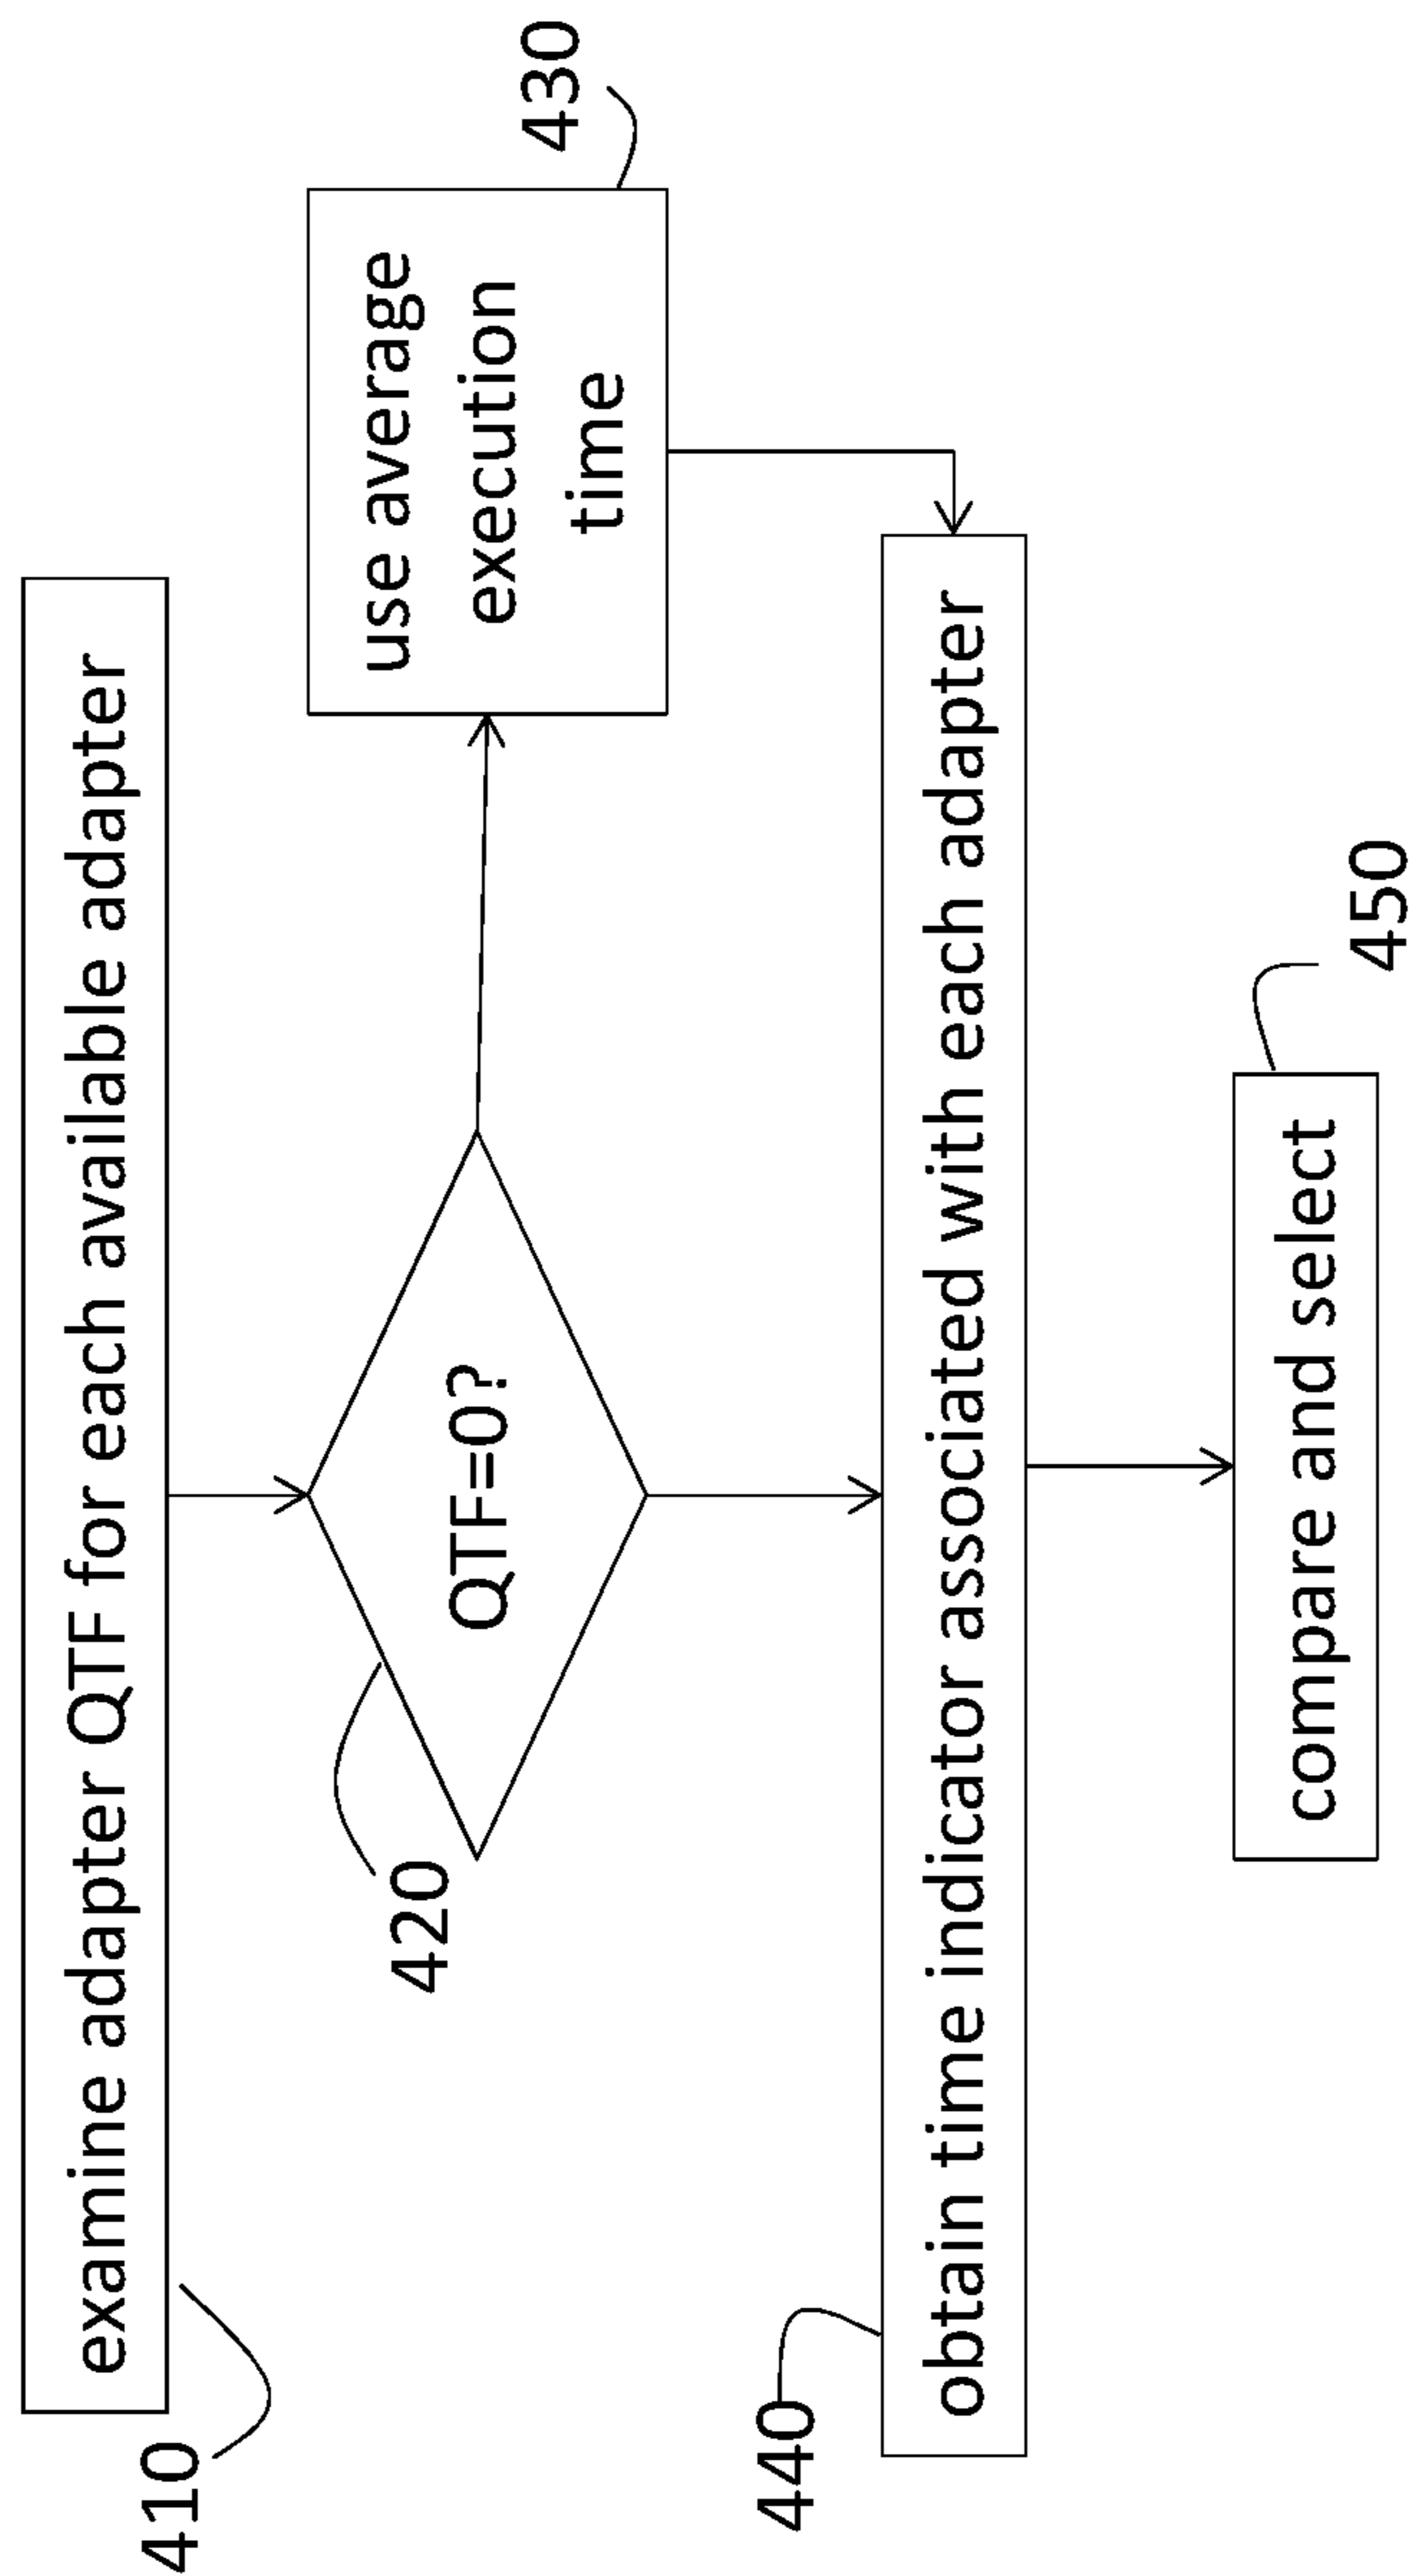 410
examine adapter QTF for each available adapter
420
QTF=0?
use average
execution
time
430
440
obtain time indicator associated with each adapter
compare and select
450